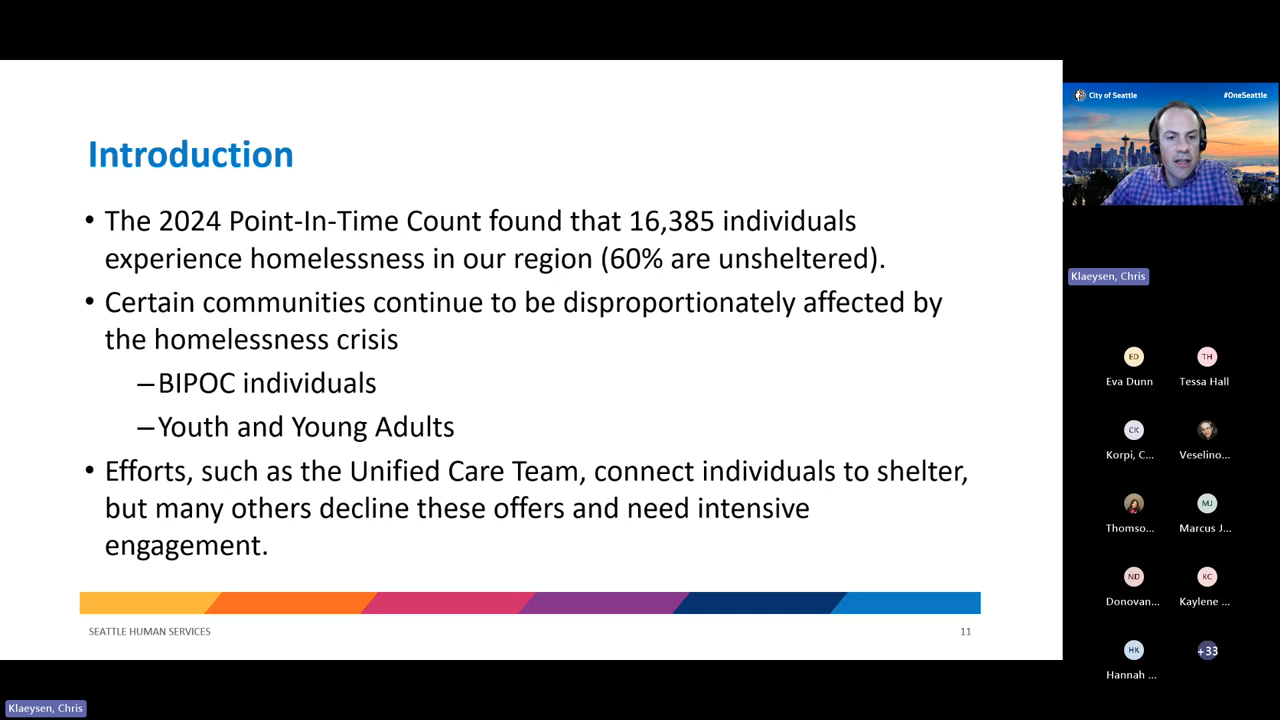 Introduction
• The 2024 Point-In-Time Count found that 16,385 individuals
experience homelessness in our region (60% are unsheltered).
• Certain communities continue to be disproportionately affected by
the homelessness crisis
–BIPOC individuals
–Youth and Young Adults
• Efforts, such as the Unified Care Team, connect individuals to shelter,
but many others decline these offers and need intensive
engagement.
SEATTLE HUMAN SERVICES
11
City of Seattle
#OneSeattle
Klaeysen, Chris
ED
TH
Eva Dunn
Tessa Hall
CK
Korpi, C...
Veselino...
MJ
Thomso...
Marcus J...
ND
KC
Donovan...
Kaylene ...
HK
+33
Hannah ...
Klaeysen, Chris